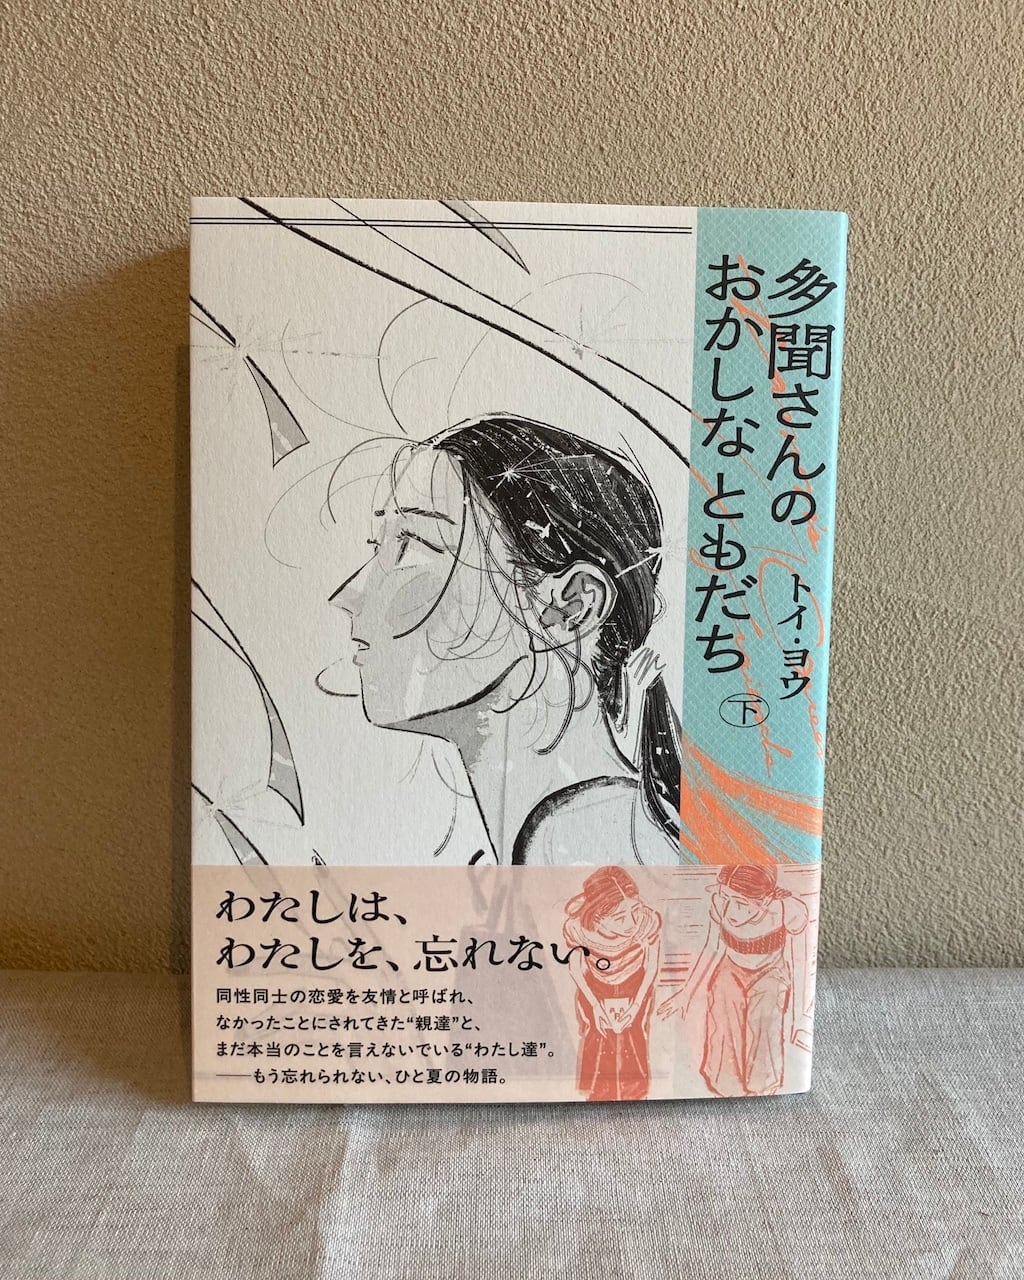 多聞さんの
おかしなともだち
トイ・ヨウ
下
わたしは、
わたしを、忘れない。
同性同士の恋愛を友情と呼ばれ、
なかったことにされてきた“親達”と、
まだ本当のことを言えないでいる“わたし達”。
──もう忘れられない、ひと夏の物語。